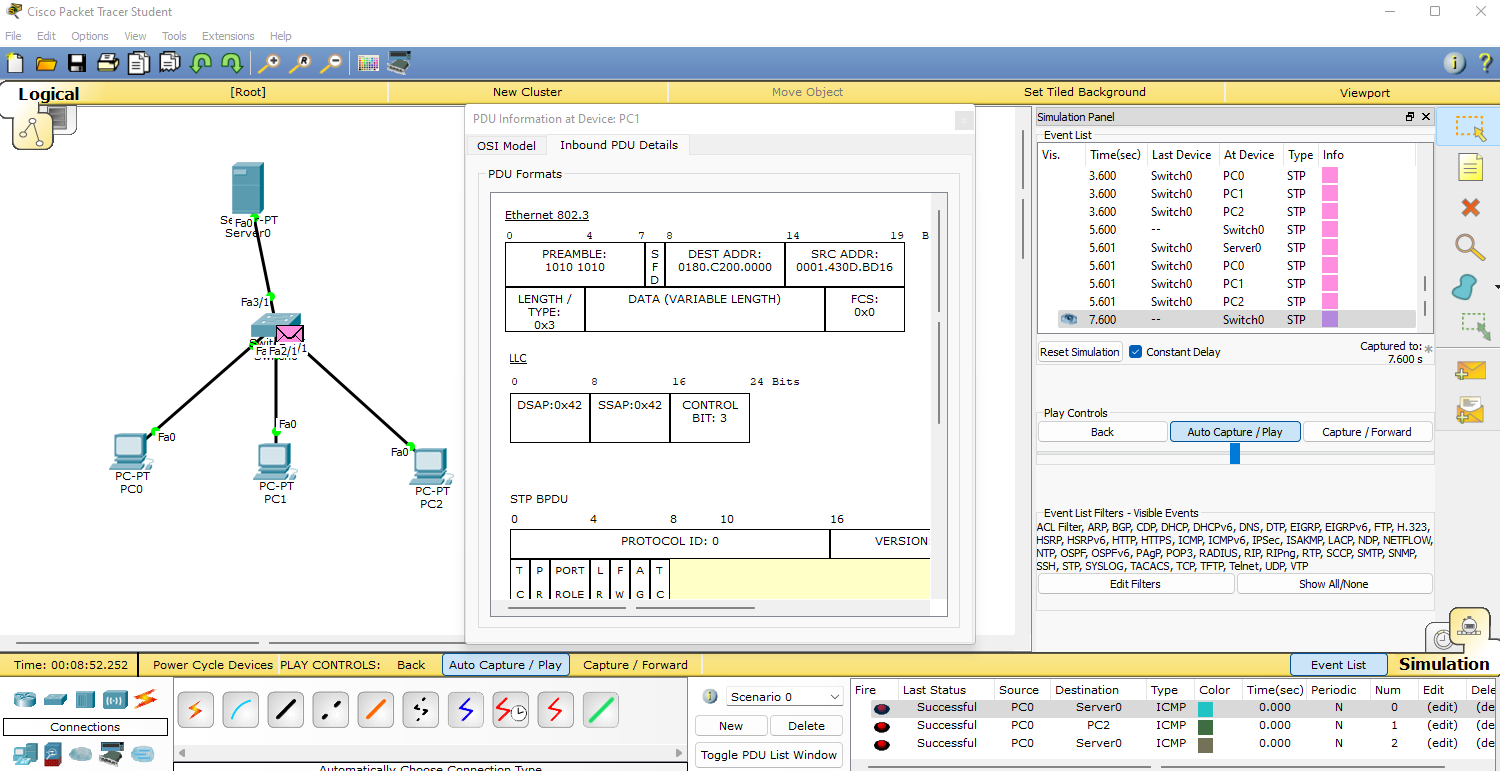 Cisco Packet Tracer Student
File Edit Options View Tools Extensions Help
Logical [Root] New Cluster Move Object Set Tiled Background Viewport
PDU Information at Device: PC1
OSI Model Inbound PDU Details
PDU Formats
Ethernet 802.3
0 4 7 8 14 19 B
PREAMBLE: 1010 1010
S F D
DEST ADDR: 0180.C200.0000
SRC ADDR: 0001.430D.BD16
LENGTH / TYPE: 0x3
DATA (VARIABLE LENGTH)
FCS: 0x0
LLC
0 8 16 24 Bits
DSAP:0x42 SSAP:0x42 CONTROL BIT: 3
STP BPDU
0 4 8 10 16
PROTOCOL ID: 0 VERSION
T P PORT L F A T
C R ROLE R W G C
Fa0
Server0
Fa3/1
Fa2/1
Fa0
Fa0
Fa0
PC-PT
PC0
PC-PT
PC1
PC-PT
PC2
Simulation Panel
Event List
Vis. Time(sec) Last Device At Device Type Info
3.600 Switch0 PC0 STP
3.600 Switch0 PC1 STP
3.600 Switch0 PC2 STP
5.600 -- Switch0 STP
5.601 Switch0 Server0 STP
5.601 Switch0 PC0 STP
5.601 Switch0 PC1 STP
5.601 Switch0 PC2 STP
7.600 -- Switch0 STP
Reset Simulation Constant Delay Captured to: *
7.600 s
Play Controls
Back Auto Capture / Play Capture / Forward
Event List Filters - Visible Events
ACL Filter, ARP, BGP, CDP, DHCP, DHCPv6, DNS, DTP, EIGRP, EIGRPv6, FTP, H.323,
HSRP, HSRPv6, HTTP, HTTPS, ICMP, ICMPv6, IPSec, ISAKMP, LACP, NDP, NETFLOW,
NTP, OSPF, OSPFv6, PAgP, POP3, RADIUS, RIP, RIPng, RTP, SCCP, SMTP, SNMP,
SSH, STP, SYSLOG, TACACS, TCP, TFTP, Telnet, UDP, VTP
Edit Filters Show All/None
Time: 00:08:52.252 Power Cycle Devices PLAY CONTROLS: Back Auto Capture / Play Capture / Forward Event List Simulation
Connections
Automatically Choose Connection Type
Scenario 0
New Delete
Toggle PDU List Window
Fire Last Status Source Destination Type Color Time(sec) Periodic Num Edit Dele
Successful PC0 Server0 ICMP 0.000 N 0 (edit) (de
Successful PC0 PC2 ICMP 0.000 N 1 (edit) (de
Successful PC0 Server0 ICMP 0.000 N 2 (edit) (de